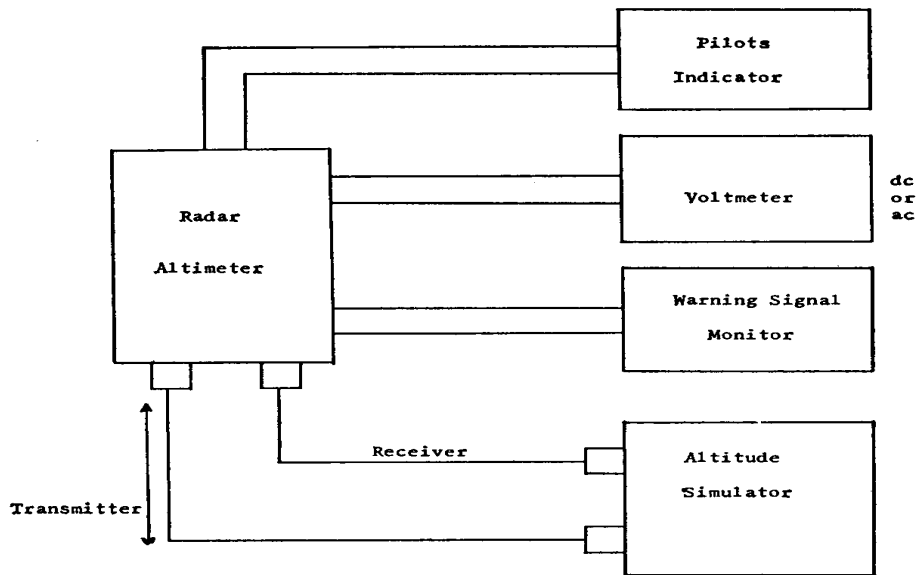 Pilots
Indicator
Radar
Altimeter
Voltmeter
dc
or
ac
Warning Signal
Monitor
Receiver
Altitude
Simulator
Transmitter